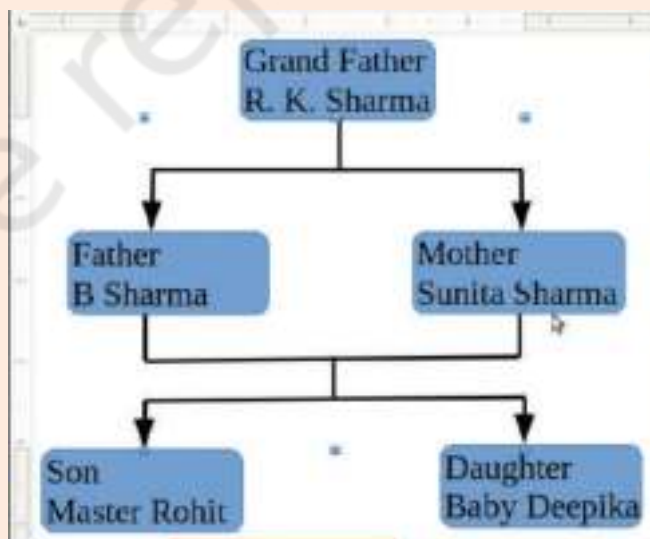 Grand Father
R. K. Sharma
Father
B Sharma
Mother
Sunita Sharma
Son
Master Rohit
Daughter
Baby Deepika